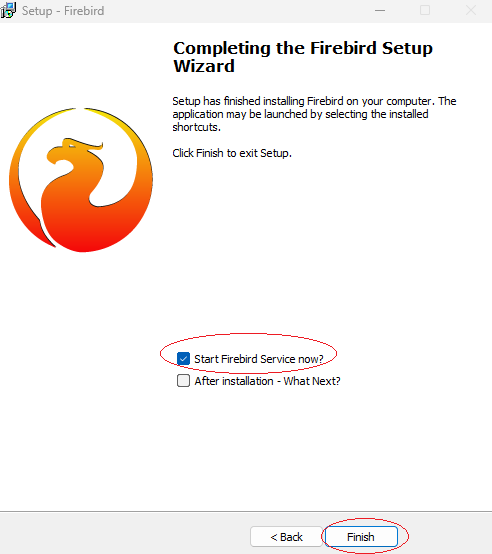 Setup - Firebird
Completing the Firebird Setup
Wizard
Setup has finished installing Firebird on your computer. The
application may be launched by selecting the installed
shortcuts.
Click Finish to exit Setup.
Start Firebird Service now?
After installation - What Next?
< Back
Finish